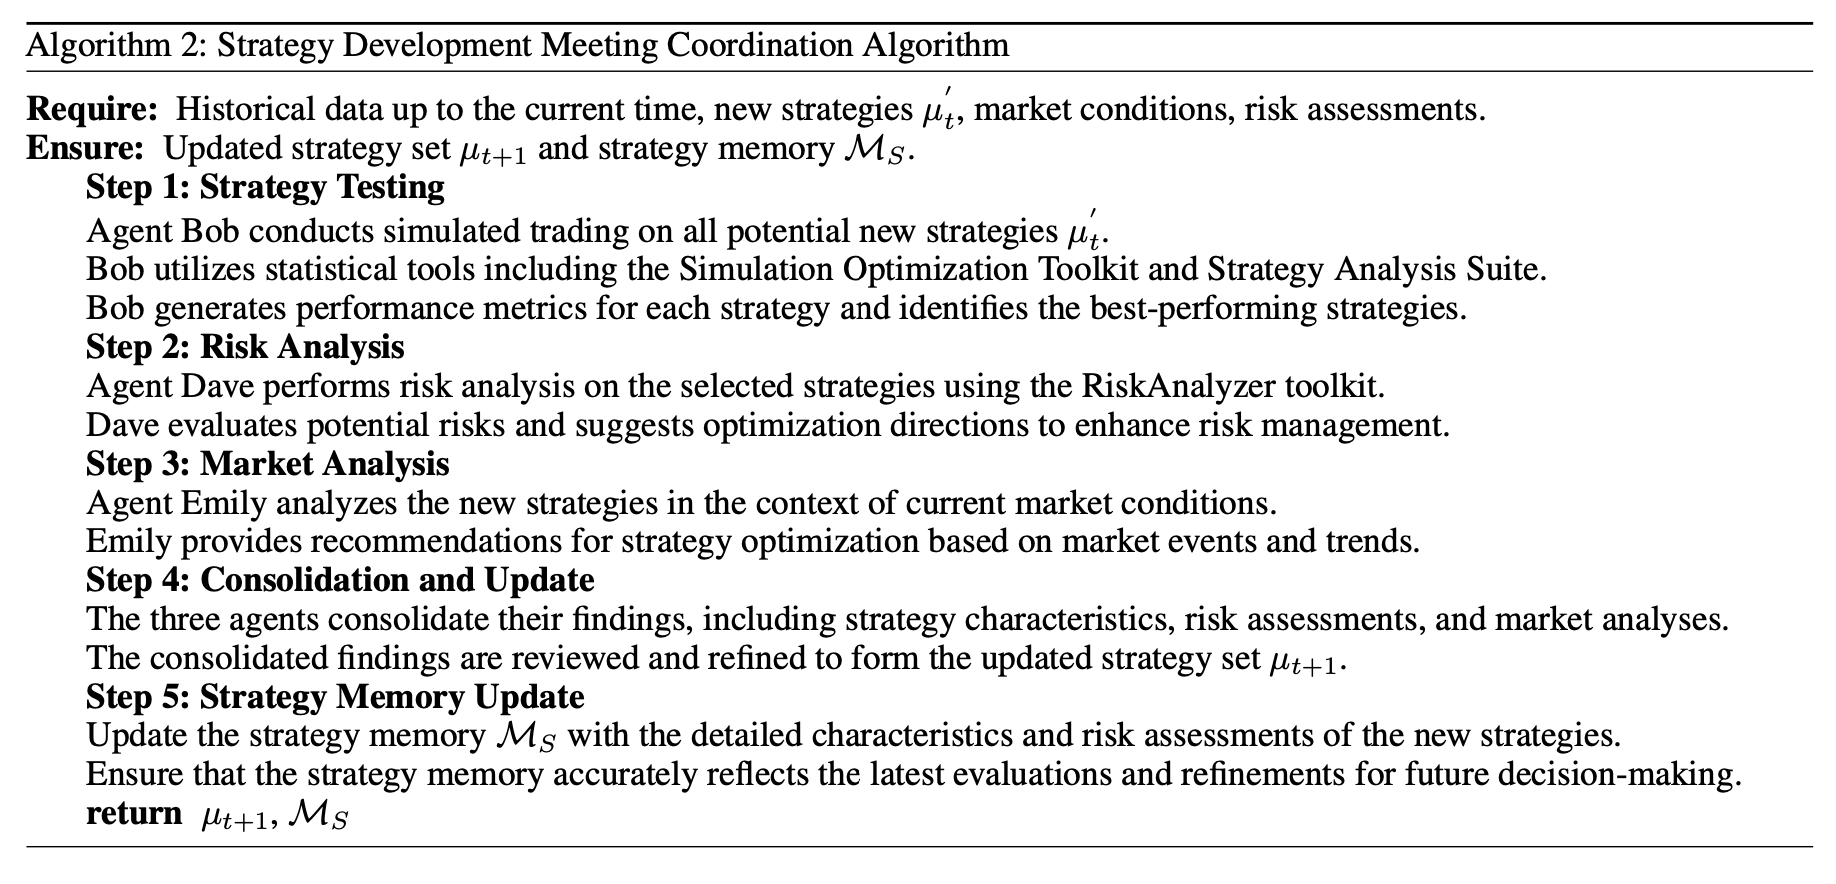 Algorithm 2: Strategy Development Meeting Coordination Algorithm
Require: Historical data up to the current time, new strategies $\mu_t^{'}$, market conditions, risk assessments.
Ensure: Updated strategy set $\mu_{t+1}$ and strategy memory $\mathcal{M}_S$.
Step 1: Strategy Testing
Agent Bob conducts simulated trading on all potential new strategies $\mu_t^{'}$.
Bob utilizes statistical tools including the Simulation Optimization Toolkit and Strategy Analysis Suite.
Bob generates performance metrics for each strategy and identifies the best-performing strategies.
Step 2: Risk Analysis
Agent Dave performs risk analysis on the selected strategies using the RiskAnalyzer toolkit.
Dave evaluates potential risks and suggests optimization directions to enhance risk management.
Step 3: Market Analysis
Agent Emily analyzes the new strategies in the context of current market conditions.
Emily provides recommendations for strategy optimization based on market events and trends.
Step 4: Consolidation and Update
The three agents consolidate their findings, including strategy characteristics, risk assessments, and market analyses.
The consolidated findings are reviewed and refined to form the updated strategy set $\mu_{t+1}$.
Step 5: Strategy Memory Update
Update the strategy memory $\mathcal{M}_S$ with the detailed characteristics and risk assessments of the new strategies.
Ensure that the strategy memory accurately reflects the latest evaluations and refinements for future decision-making.
return $\mu_{t+1}$, $\mathcal{M}_S$